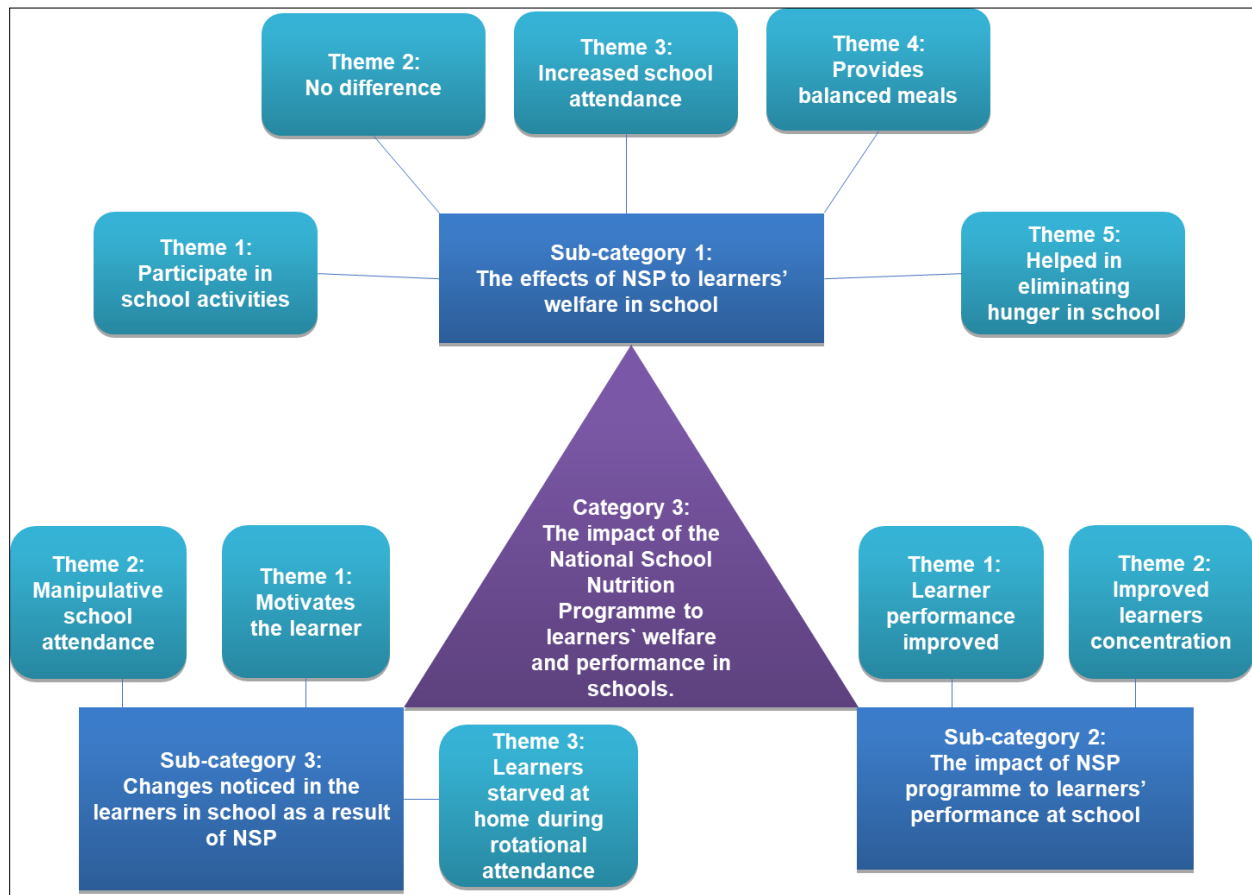 Theme 2:
No difference
Theme 3:
Increased school
attendance
Theme 4:
Provides
balanced meals
Theme 1:
Participate in
school activities
Sub-category 1:
The effects of NSP to learners’
welfare in school
Theme 5:
Helped in
eliminating
hunger in school
Category 3:
The impact of the
National School
Nutrition
Programme to
learners` welfare
and performance in
schools.
Theme 2:
Manipulative
school
attendance
Theme 1:
Motivates
the learner
Theme 1:
Learner
performance
improved
Theme 2:
Improved
learners
concentration
Sub-category 3:
Changes noticed in the
learners in school as a result
of NSP
Theme 3:
Learners
starved at
home during
rotational
attendance
Sub-category 2:
The impact of NSP
programme to learners’
performance at school